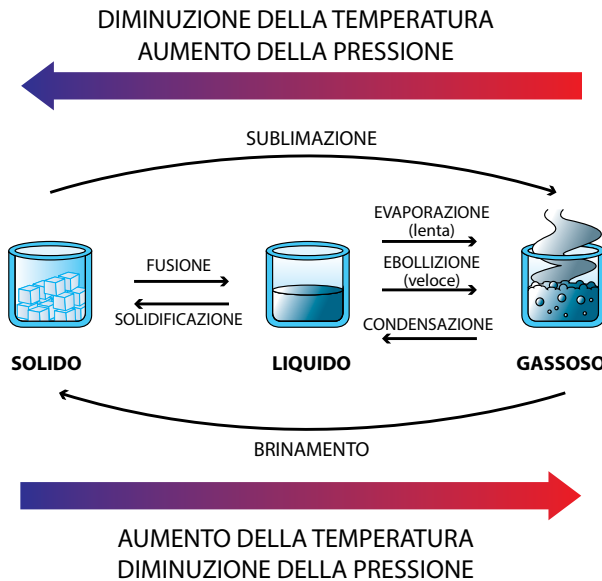 DIMINUZIONE DELLA TEMPERATURA
AUMENTO DELLA PRESSIONE
SUBLIMAZIONE
EVAPORAZIONE
(lenta)
FUSIONE
EBOLLIZIONE
(veloce)
SOLIDIFICAZIONE
CONDENSAZIONE
SOLIDO
LIQUIDO
GASSOSO
BRINAMENTO
AUMENTO DELLA TEMPERATURA
DIMINUZIONE DELLA PRESSIONE